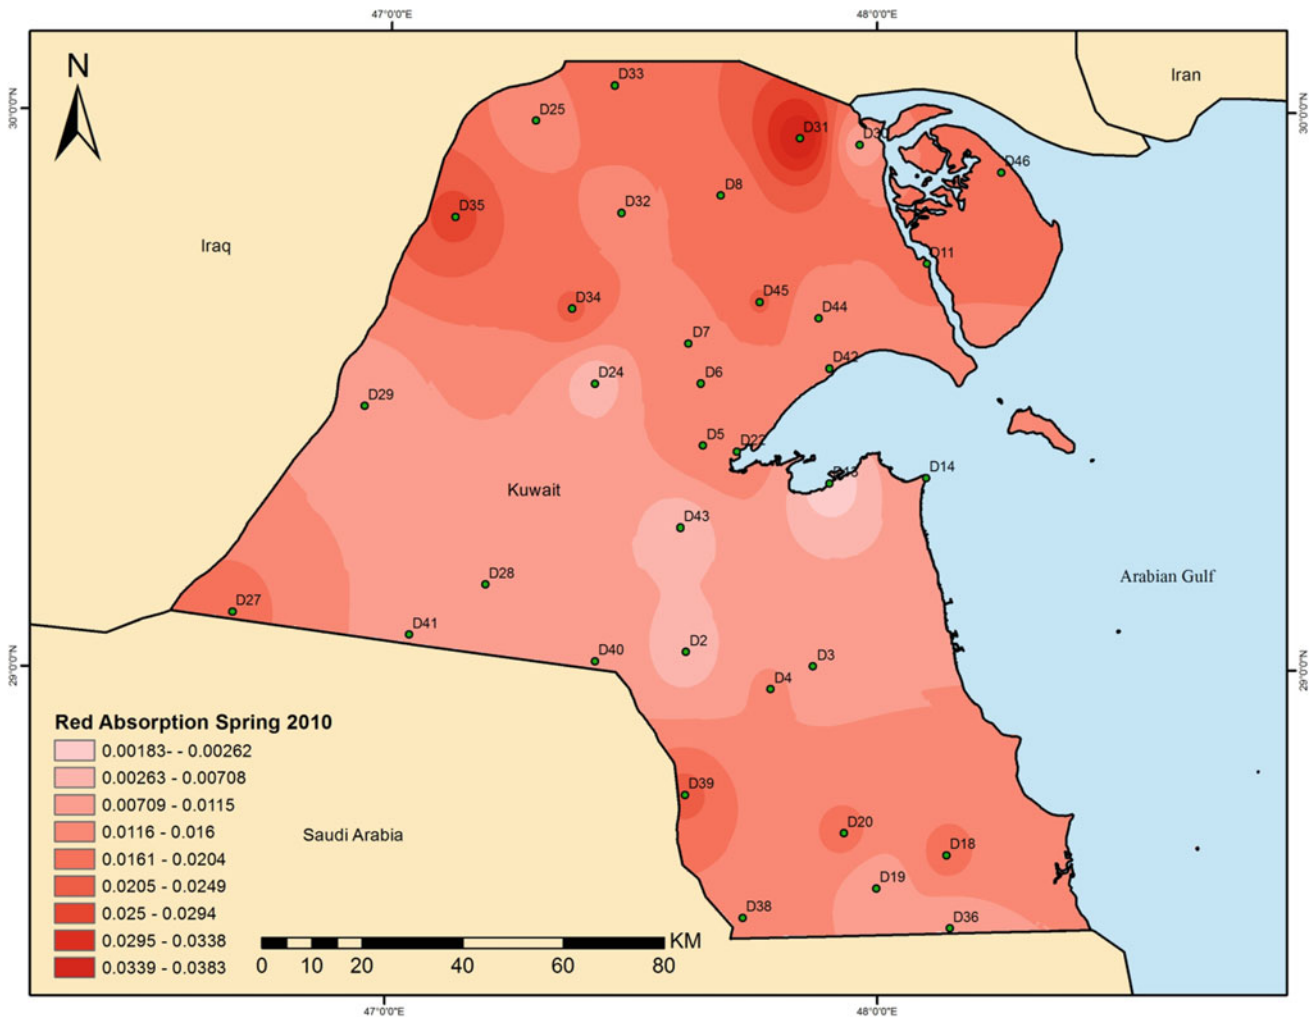 47°0'0"E
48°0'0"E
N
Iran
30°0'0"N
30°0'0"N
D33
D25
D31
D30
D46
D8
D32
D35
Iraq
D11
D34
D45
D44
D7
D42
D24
D6
D29
D5
D22
D13
D14
Kuwait
D43
Arabian Gulf
D28
D27
D41
D2
D40
D3
29°0'0"N
29°0'0"N
D4
Red Absorption Spring 2010
0.00183- - 0.00262
0.00263 - 0.00708
0.00709 - 0.0115
0.0116 - 0.016
0.0161 - 0.0204
0.0205 - 0.0249
0.025 - 0.0294
0.0295 - 0.0338
0.0339 - 0.0383
D39
Saudi Arabia
D20
D18
D19
D38
D36
KM
0 10 20 40 60 80
47°0'0"E
48°0'0"E